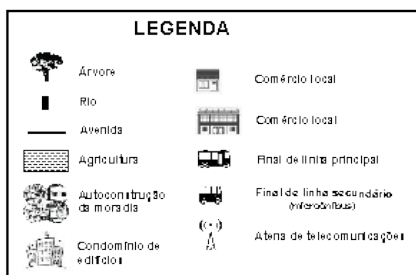 LEGENDA
Árvore
Rio
Avenida
Agricultura
Autoconstrução
da moradia
Condomínio de
edifícios
Comércio local
Comércio local
Final de linha principal
Final de linha secundário
(microônibus)
Atena de telecomunicações